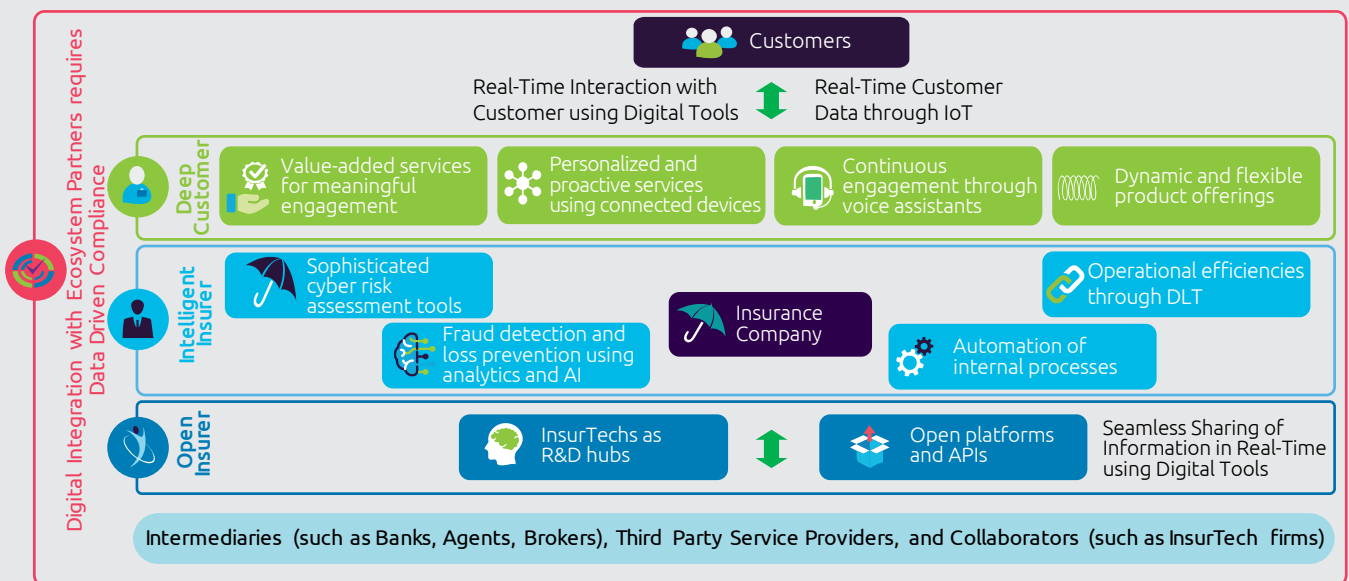 Digital Integration with Ecosystem Partners requires
Data Driven Compliance
Customers
Real-Time Interaction with
Customer using Digital Tools
Real-Time Customer
Data through IoT
Deep
Customer
Value-added services
for meaningful
engagement
Personalized and
proactive services
using connected devices
Continuous
engagement through
voice assistants
Dynamic and flexible
product offerings
Intelligent
Insurer
Sophisticated
cyber risk
assessment tools
Fraud detection and
loss prevention using
analytics and AI
Insurance
Company
Operational efficiencies
through DLT
Automation of
internal processes
Open
Insurer
InsurTechs as
R&D hubs
Open platforms
and APIs
Seamless Sharing of
Information in Real-Time
using Digital Tools
Intermediaries (such as Banks, Agents, Brokers), Third Party Service Providers, and Collaborators (such as InsurTech firms)